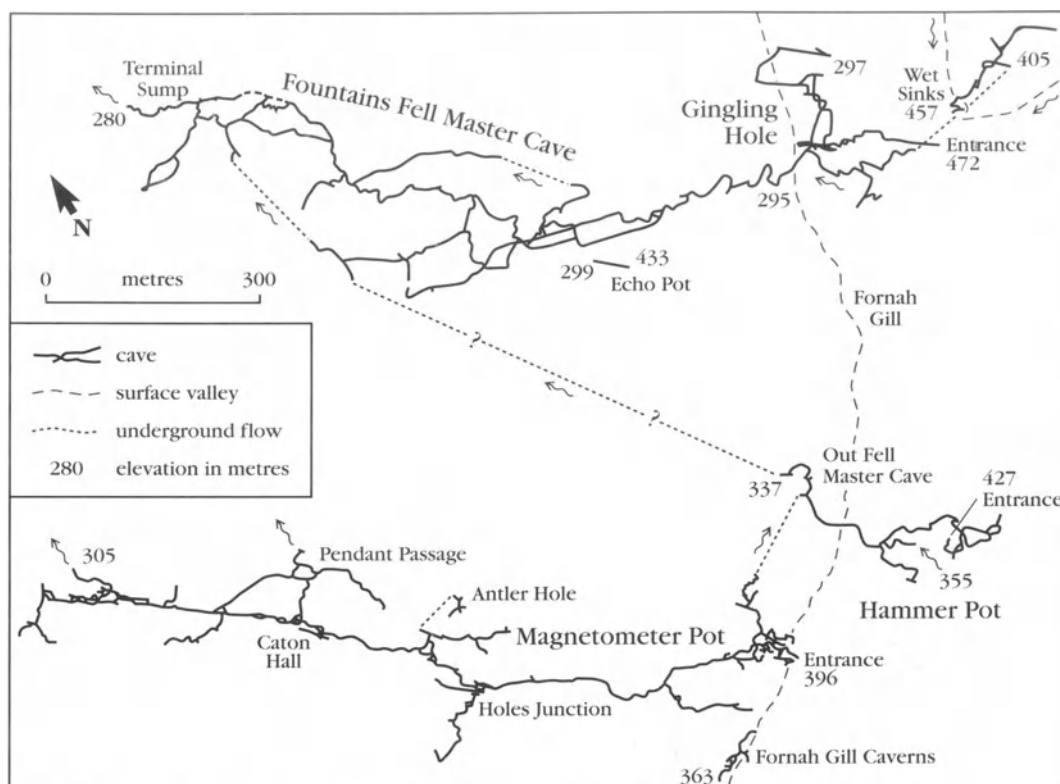 Terminal
Sump
280
Fountains Fell Master Cave
Gingling
Hole
297
Wet
Sinks
457
405
Entrance
472
295
N
0 metres 300
433
299
Echo Pot
Fornah
Gill
cave
surface valley
underground flow
280 elevation in metres
?
?
Out Fell
Master Cave
337
427
Entrance
355
Hammer Pot
305
Pendant Passage
Antler Hole
Magnetometer Pot
Caton
Hall
Entrance
396
Holes Junction
Fornah Gill Caverns
363